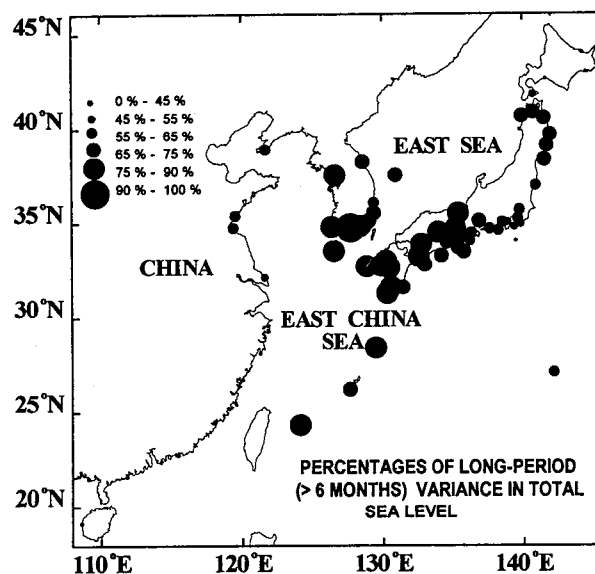 45°N
40°N
35°N
30°N
25°N
20°N
110°E
120°E
130°E
140°E
0 % - 45 %
45 % - 55 %
55 % - 65 %
65 % - 75 %
75 % - 90 %
90 % - 100 %
EAST SEA
CHINA
EAST CHINA
SEA
PERCENTAGES OF LONG-PERIOD
(> 6 MONTHS) VARIANCE IN TOTAL
SEA LEVEL